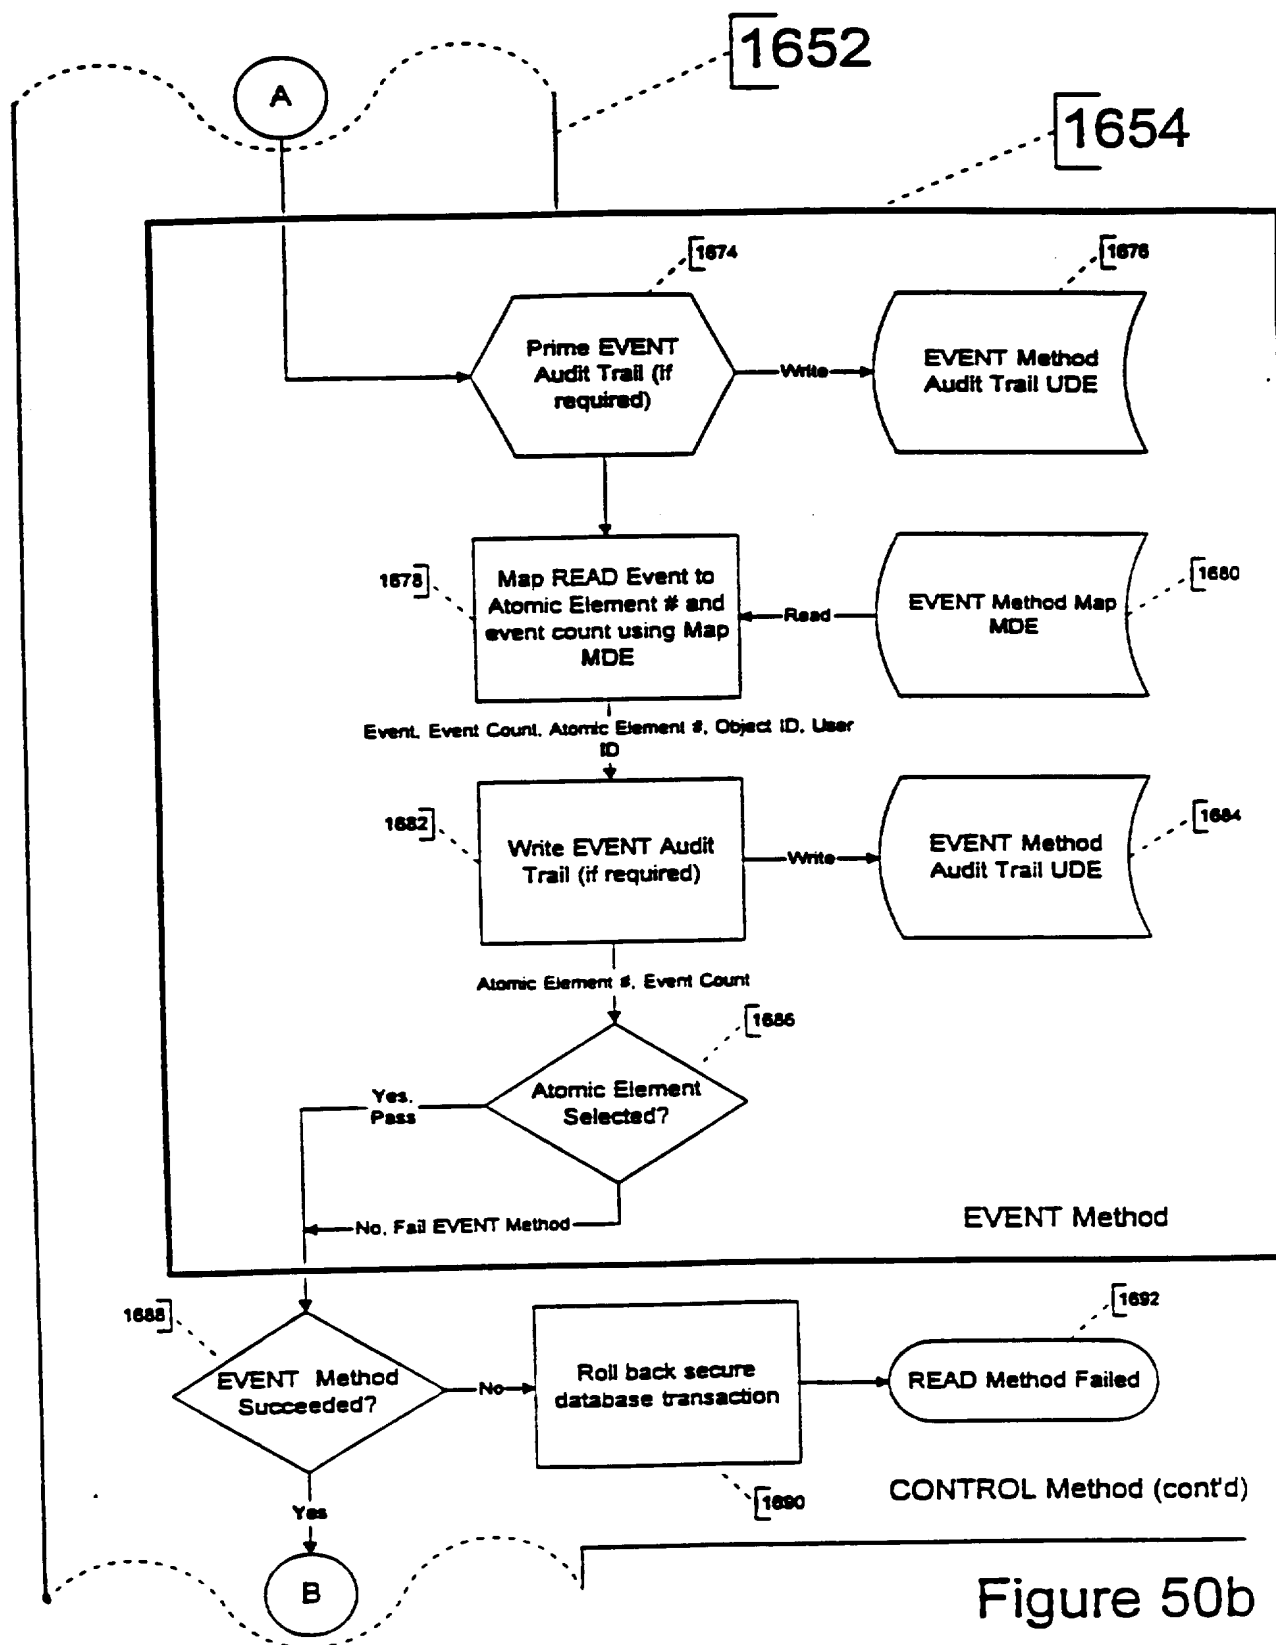 1652
A
1654
1674
1676
Prime EVENT
Audit Trail (if
required)
Write
EVENT Method
Audit Trail UDE
1678
Map READ Event to
Atomic Element # and
event count using Map
MDE
Read
EVENT Method Map
MDE
1680
Event, Event Count, Atomic Element #, Object ID, User
ID
1682
Write EVENT Audit
Trail (if required)
Write
EVENT Method
Audit Trail UDE
1684
Atomic Element #, Event Count
1686
Atomic Element
Selected?
Yes,
Pass
No, Fail EVENT Method
EVENT Method
1688
EVENT Method
Succeeded?
No
Roll back secure
database transaction
1690
READ Method Failed
1692
Yes
CONTROL Method (cont'd)
B
Figure 50b